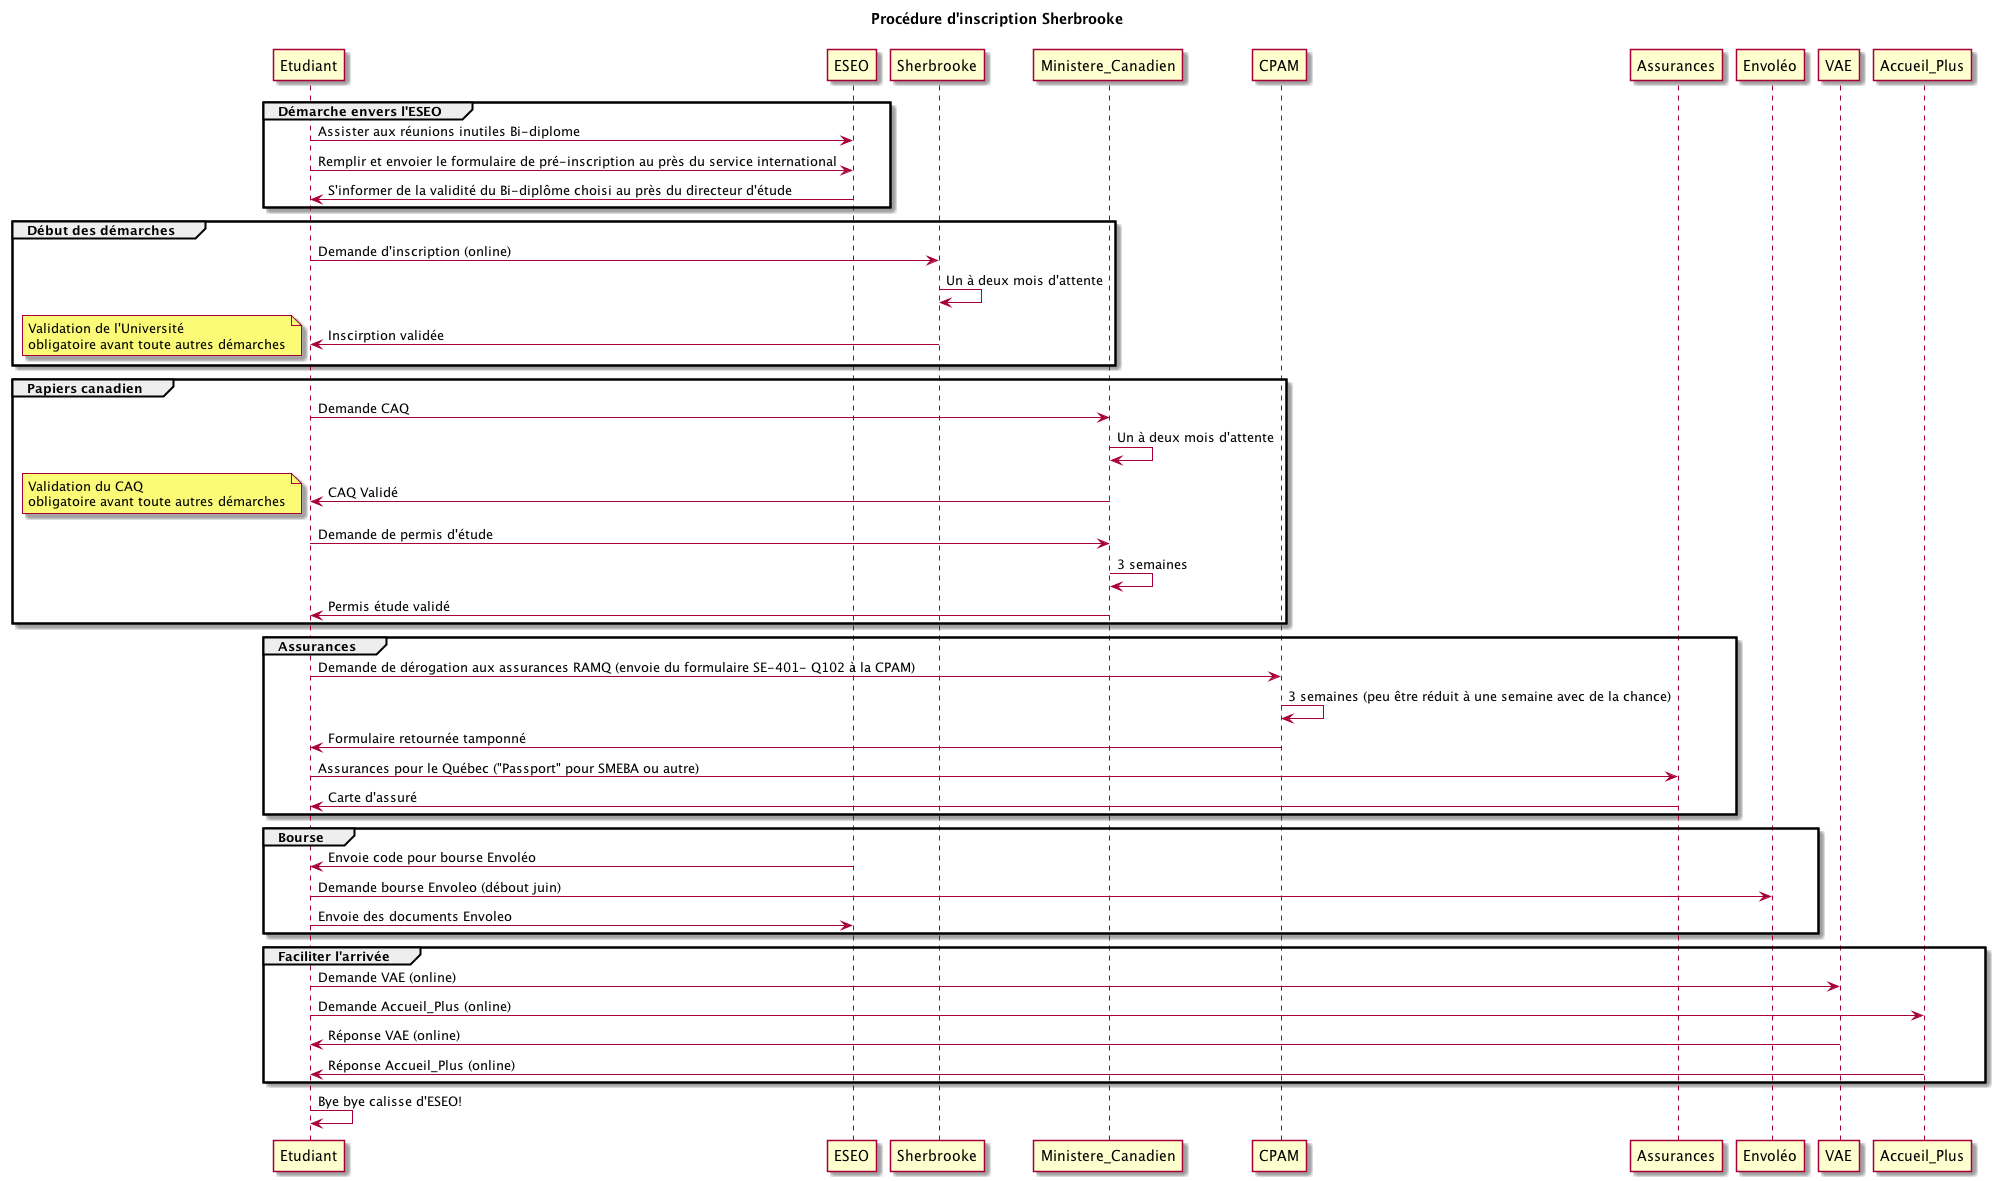 Procédure d'inscription Sherbrooke
Etudiant ESEO Sherbrooke Ministere_Canadien CPAM Assurances Envoléo VAE Accueil_Plus
Démarche envers l'ESEO
Assister aux réunions inutiles Bi-diplome
Remplir et envoier le formulaire de pré-inscription au près du service international
S'informer de la validité du Bi-diplôme choisi au près du directeur d'étude
Début des démarches
Demande d'inscription (online)
Un à deux mois d'attente
Validation de l'Université
obligatoire avant toute autres démarches
Inscirption validée
Papiers canadien
Demande CAQ
Un à deux mois d'attente
Validation du CAQ
obligatoire avant toute autres démarches
CAQ Validé
Demande de permis d'étude
3 semaines
Permis étude validé
Assurances
Demande de dérogation aux assurances RAMQ (envoie du formulaire SE-401- Q102 à la CPAM)
3 semaines (peu être réduit à une semaine avec de la chance)
Formulaire retournée tamponné
Assurances pour le Québec ("Passport" pour SMEBA ou autre)
Carte d'assuré
Bourse
Envoie code pour bourse Envoléo
Demande bourse Envoleo (débout juin)
Envoie des documents Envoleo
Faciliter l'arrivée
Demande VAE (online)
Demande Accueil_Plus (online)
Réponse VAE (online)
Réponse Accueil_Plus (online)
Bye bye calisse d'ESEO!
Etudiant ESEO Sherbrooke Ministere_Canadien CPAM Assurances Envoléo VAE Accueil_Plus